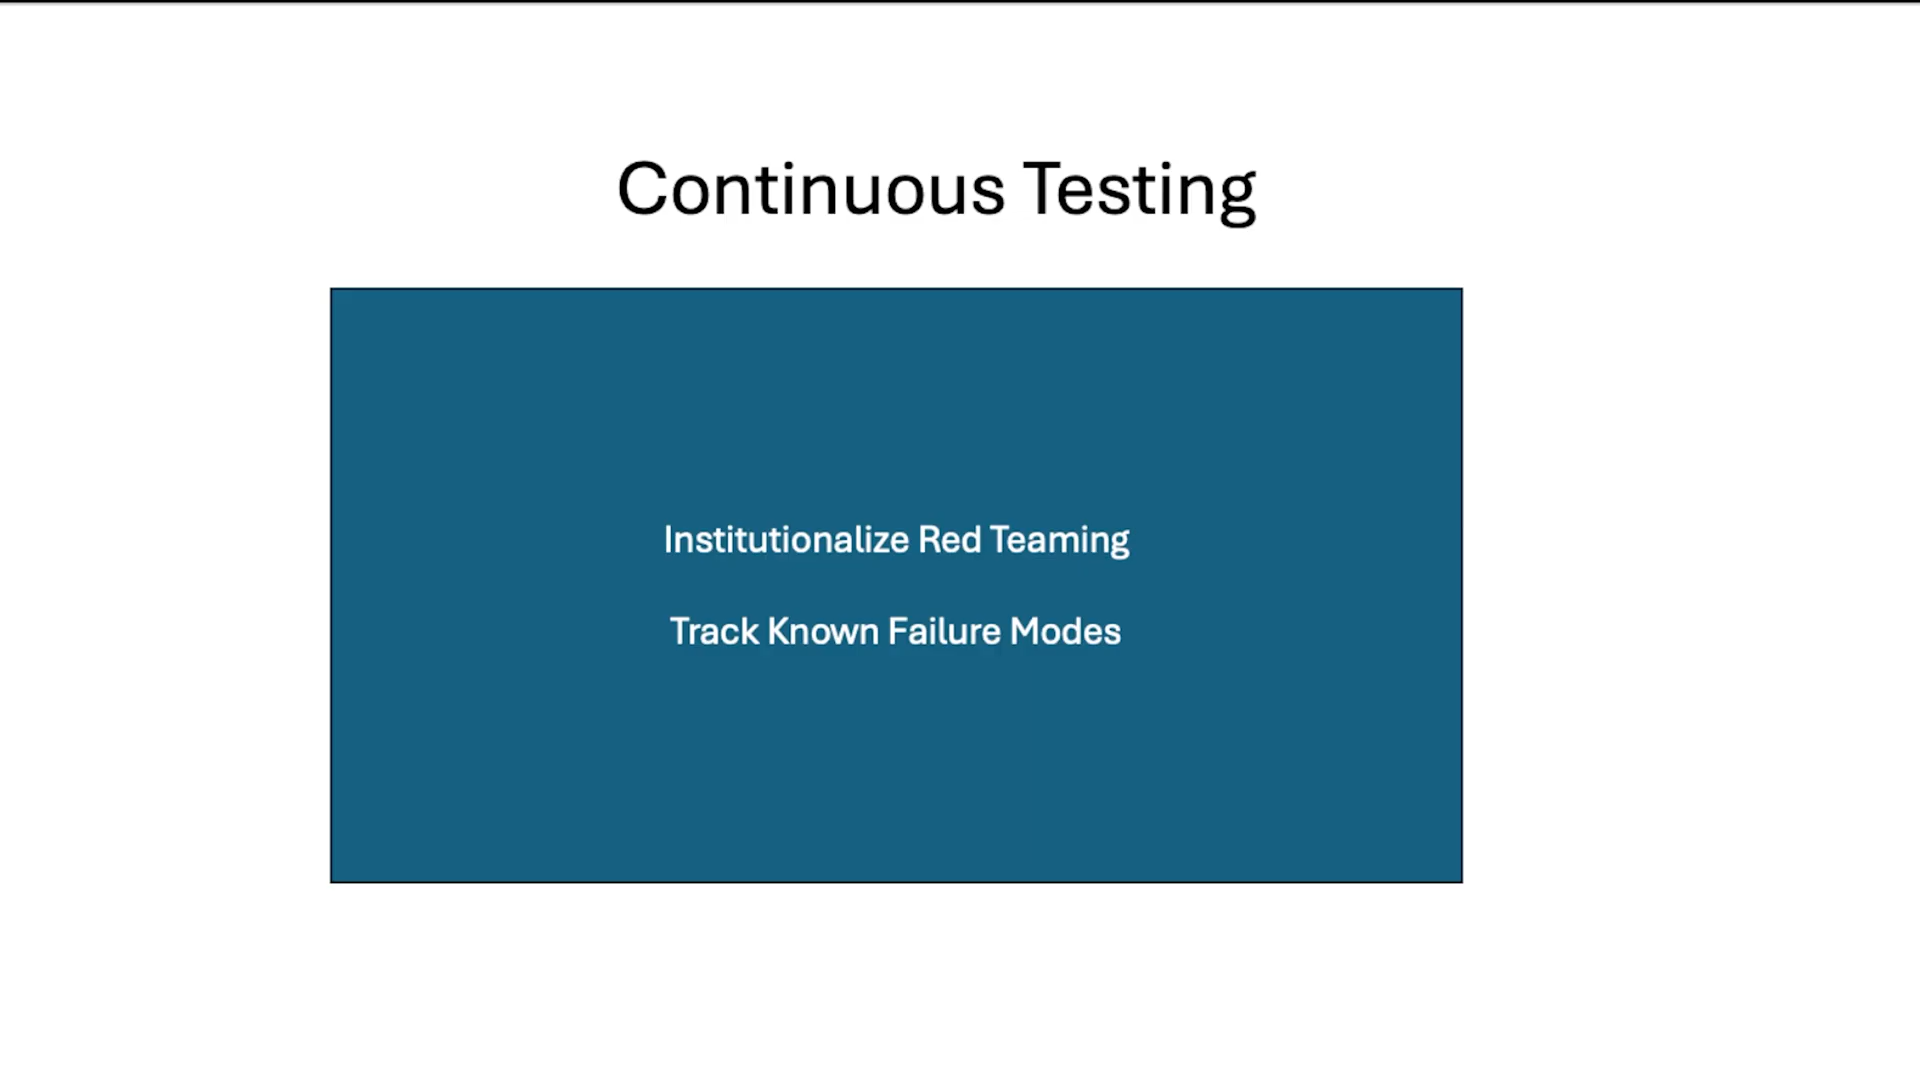 Continuous Testing
Institutionalize Red Teaming
Track Known Failure Modes